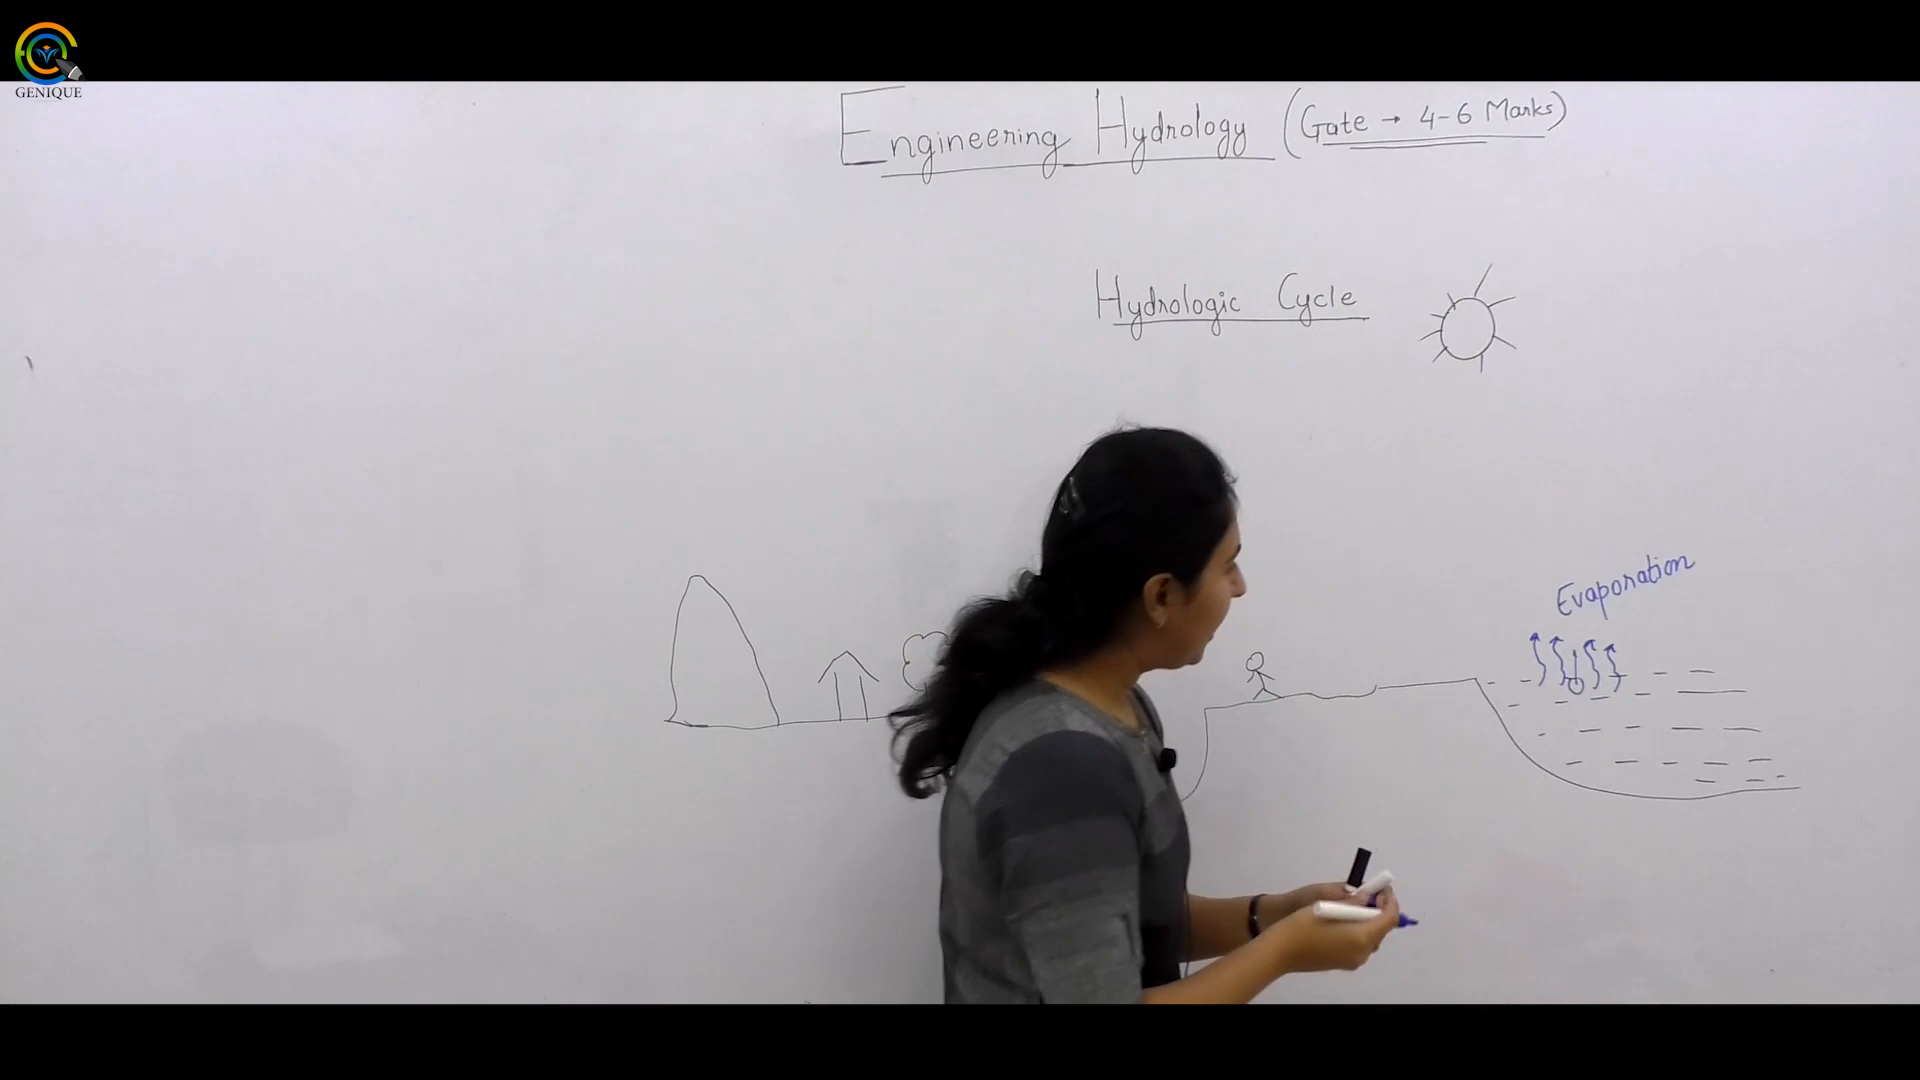 GENIQUE
Engineering Hydrology (Gate → 4-6 Marks)
Hydrologic Cycle
Evaporation